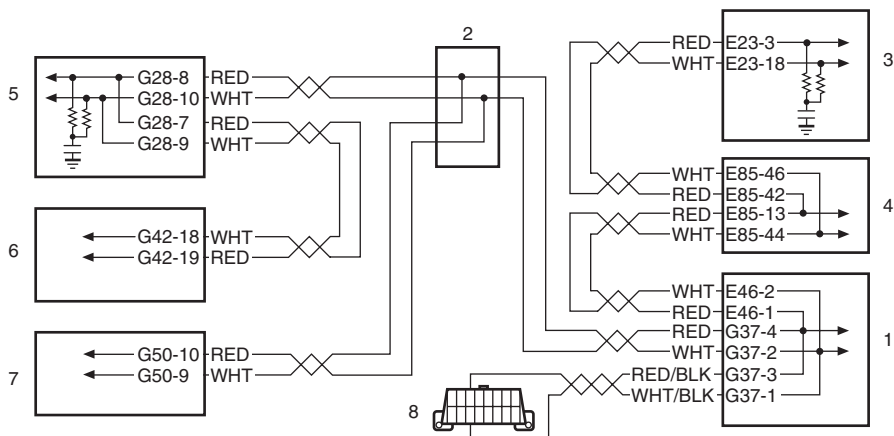 2
RED E23-3
WHT E23-18
3
5
G28-8 RED
G28-10 WHT
G28-7 RED
G28-9 WHT
WHT E85-46
RED E85-42
RED E85-13
WHT E85-44
4
6
G42-18 WHT
G42-19 RED
WHT E46-2
RED E46-1
RED G37-4
WHT G37-2
RED/BLK G37-3
WHT/BLK G37-1
1
7
G50-10 RED
G50-9 WHT
8